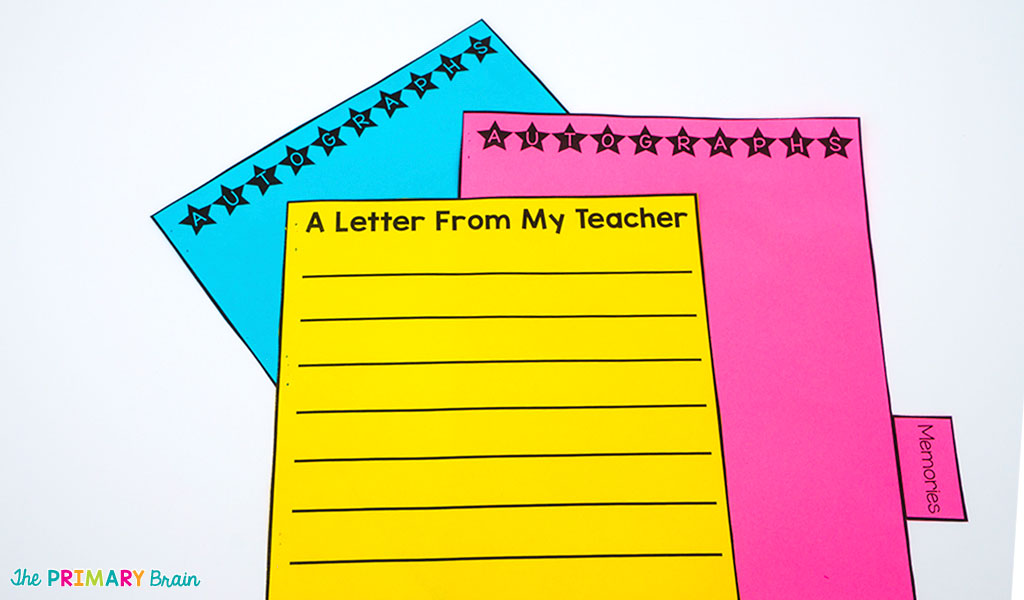 AUTOGRAPHS
AUTOGRAPHS
A Letter From My Teacher
Memories
The PRIMARY Brain